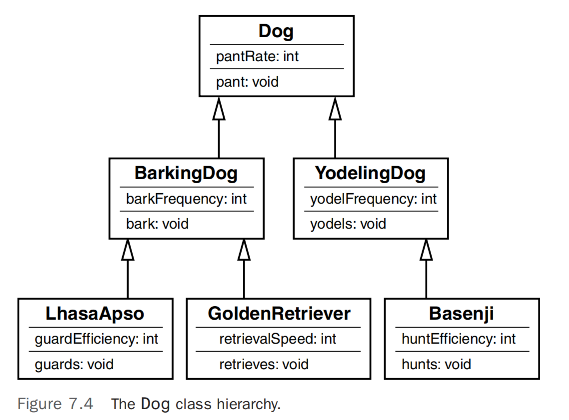 Dog
pantRate: int
pant: void
BarkingDog
barkFrequency: int
bark: void
YodelingDog
yodelFrequency: int
yodels: void
LhasaApso
guardEfficiency: int
guards: void
GoldenRetriever
retrievalSpeed: int
retrieves: void
Basenji
huntEfficiency: int
hunts: void
Figure 7.4 The Dog class hierarchy.